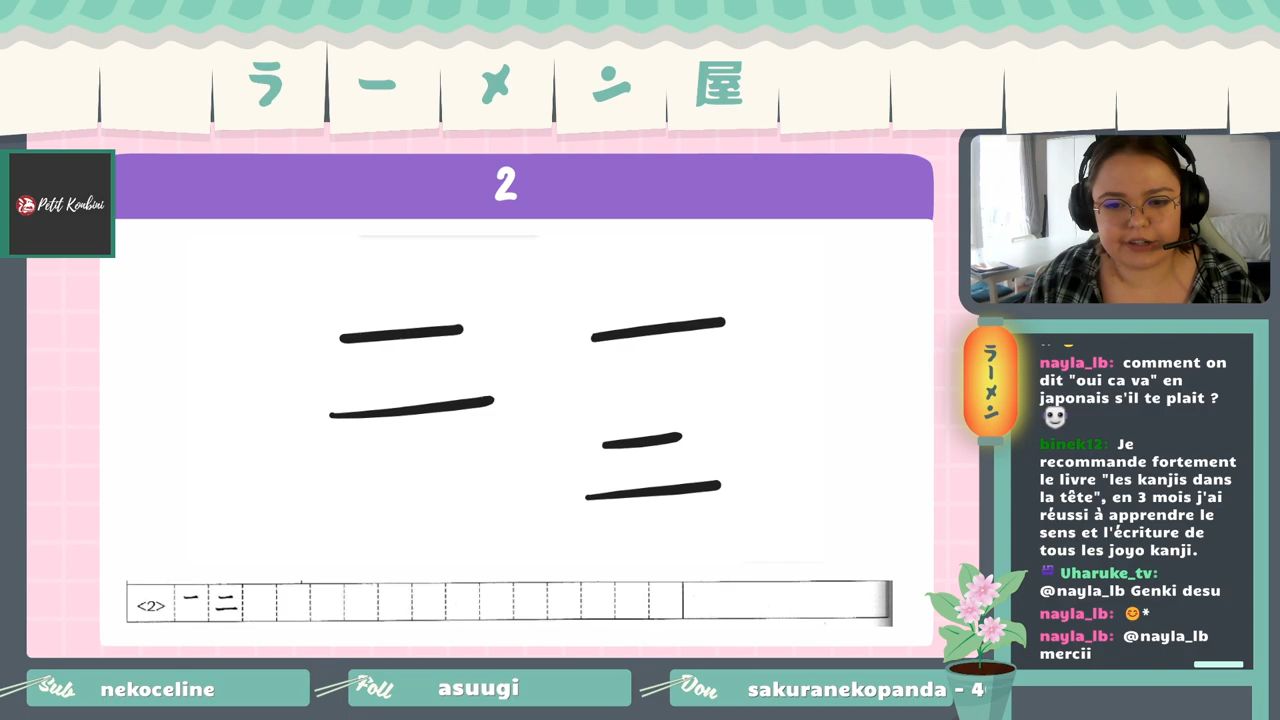 ラーメン屋
Petit Konbini
2
二
一
二
<2> 一 二
ラーメン
nayla_lb: comment on
dit "oui ca va" en
japonais s'il te plait ?
binek12: Je
recommande fortement
le livre "les kanjis dans
la tête", en 3 mois j'ai
réussi à apprendre le
sens et l'écriture de
tous les joyo kanji.
Uharuke_tv:
@nayla_lb Genki desu
nayla_lb: 😊*
nayla_lb: @nayla_lb
mercii
Sub nekoceline
Foll asuugi
Don sakuranekopanda - 4